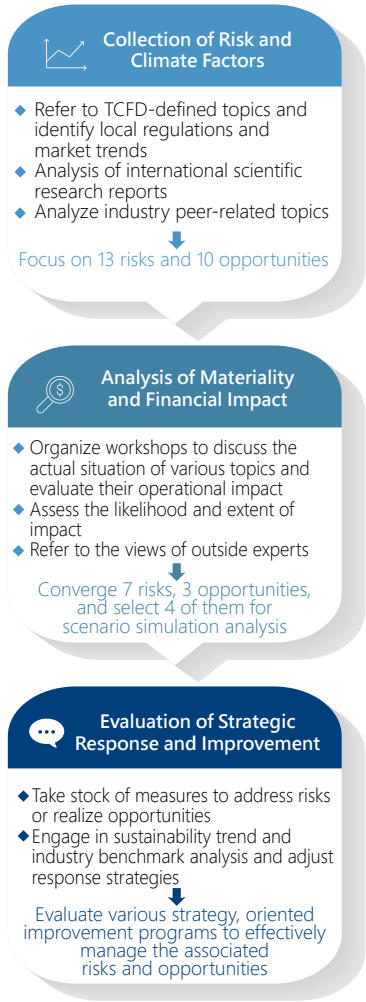 Collection of Risk and
Climate Factors
◆ Refer to TCFD-defined topics and
identify local regulations and
market trends
◆ Analysis of international scientific
research reports
◆ Analyze industry peer-related topics
Focus on 13 risks and 10 opportunities
Analysis of Materiality
and Financial Impact
◆ Organize workshops to discuss the
actual situation of various topics and
evaluate their operational impact
◆ Assess the likelihood and extent of
impact
◆ Refer to the views of outside experts
Converge 7 risks, 3 opportunities,
and select 4 of them for
scenario simulation analysis
Evaluation of Strategic
Response and Improvement
◆ Take stock of measures to address risks
or realize opportunities
◆ Engage in sustainability trend and
industry benchmark analysis and adjust
response strategies
Evaluate various strategy, oriented
improvement programs to effectively
manage the associated
risks and opportunities